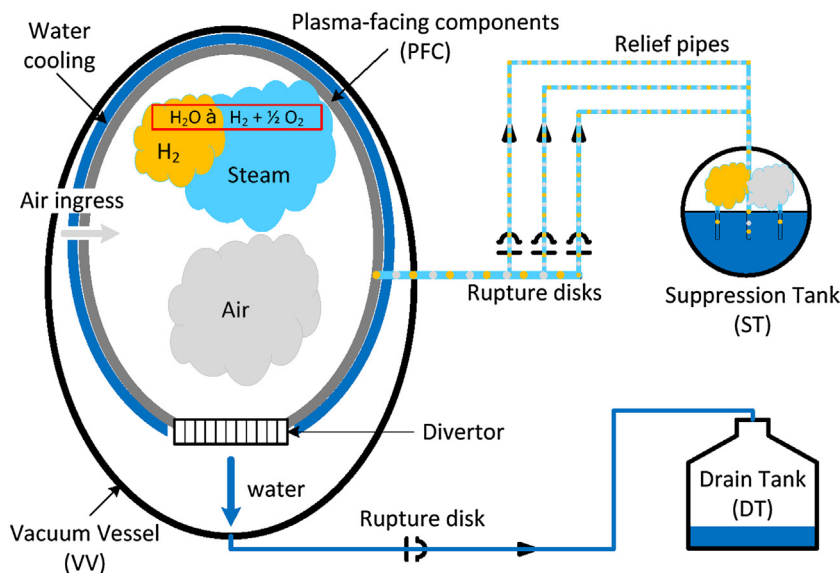 Water
cooling
Plasma-facing components
(PFC)
Relief pipes
H₂O à H₂ + ½ O₂
H₂
Steam
Air ingress
Air
Rupture disks
Suppression Tank
(ST)
Divertor
water
Vacuum Vessel
(VV)
Rupture disk
Drain Tank
(DT)